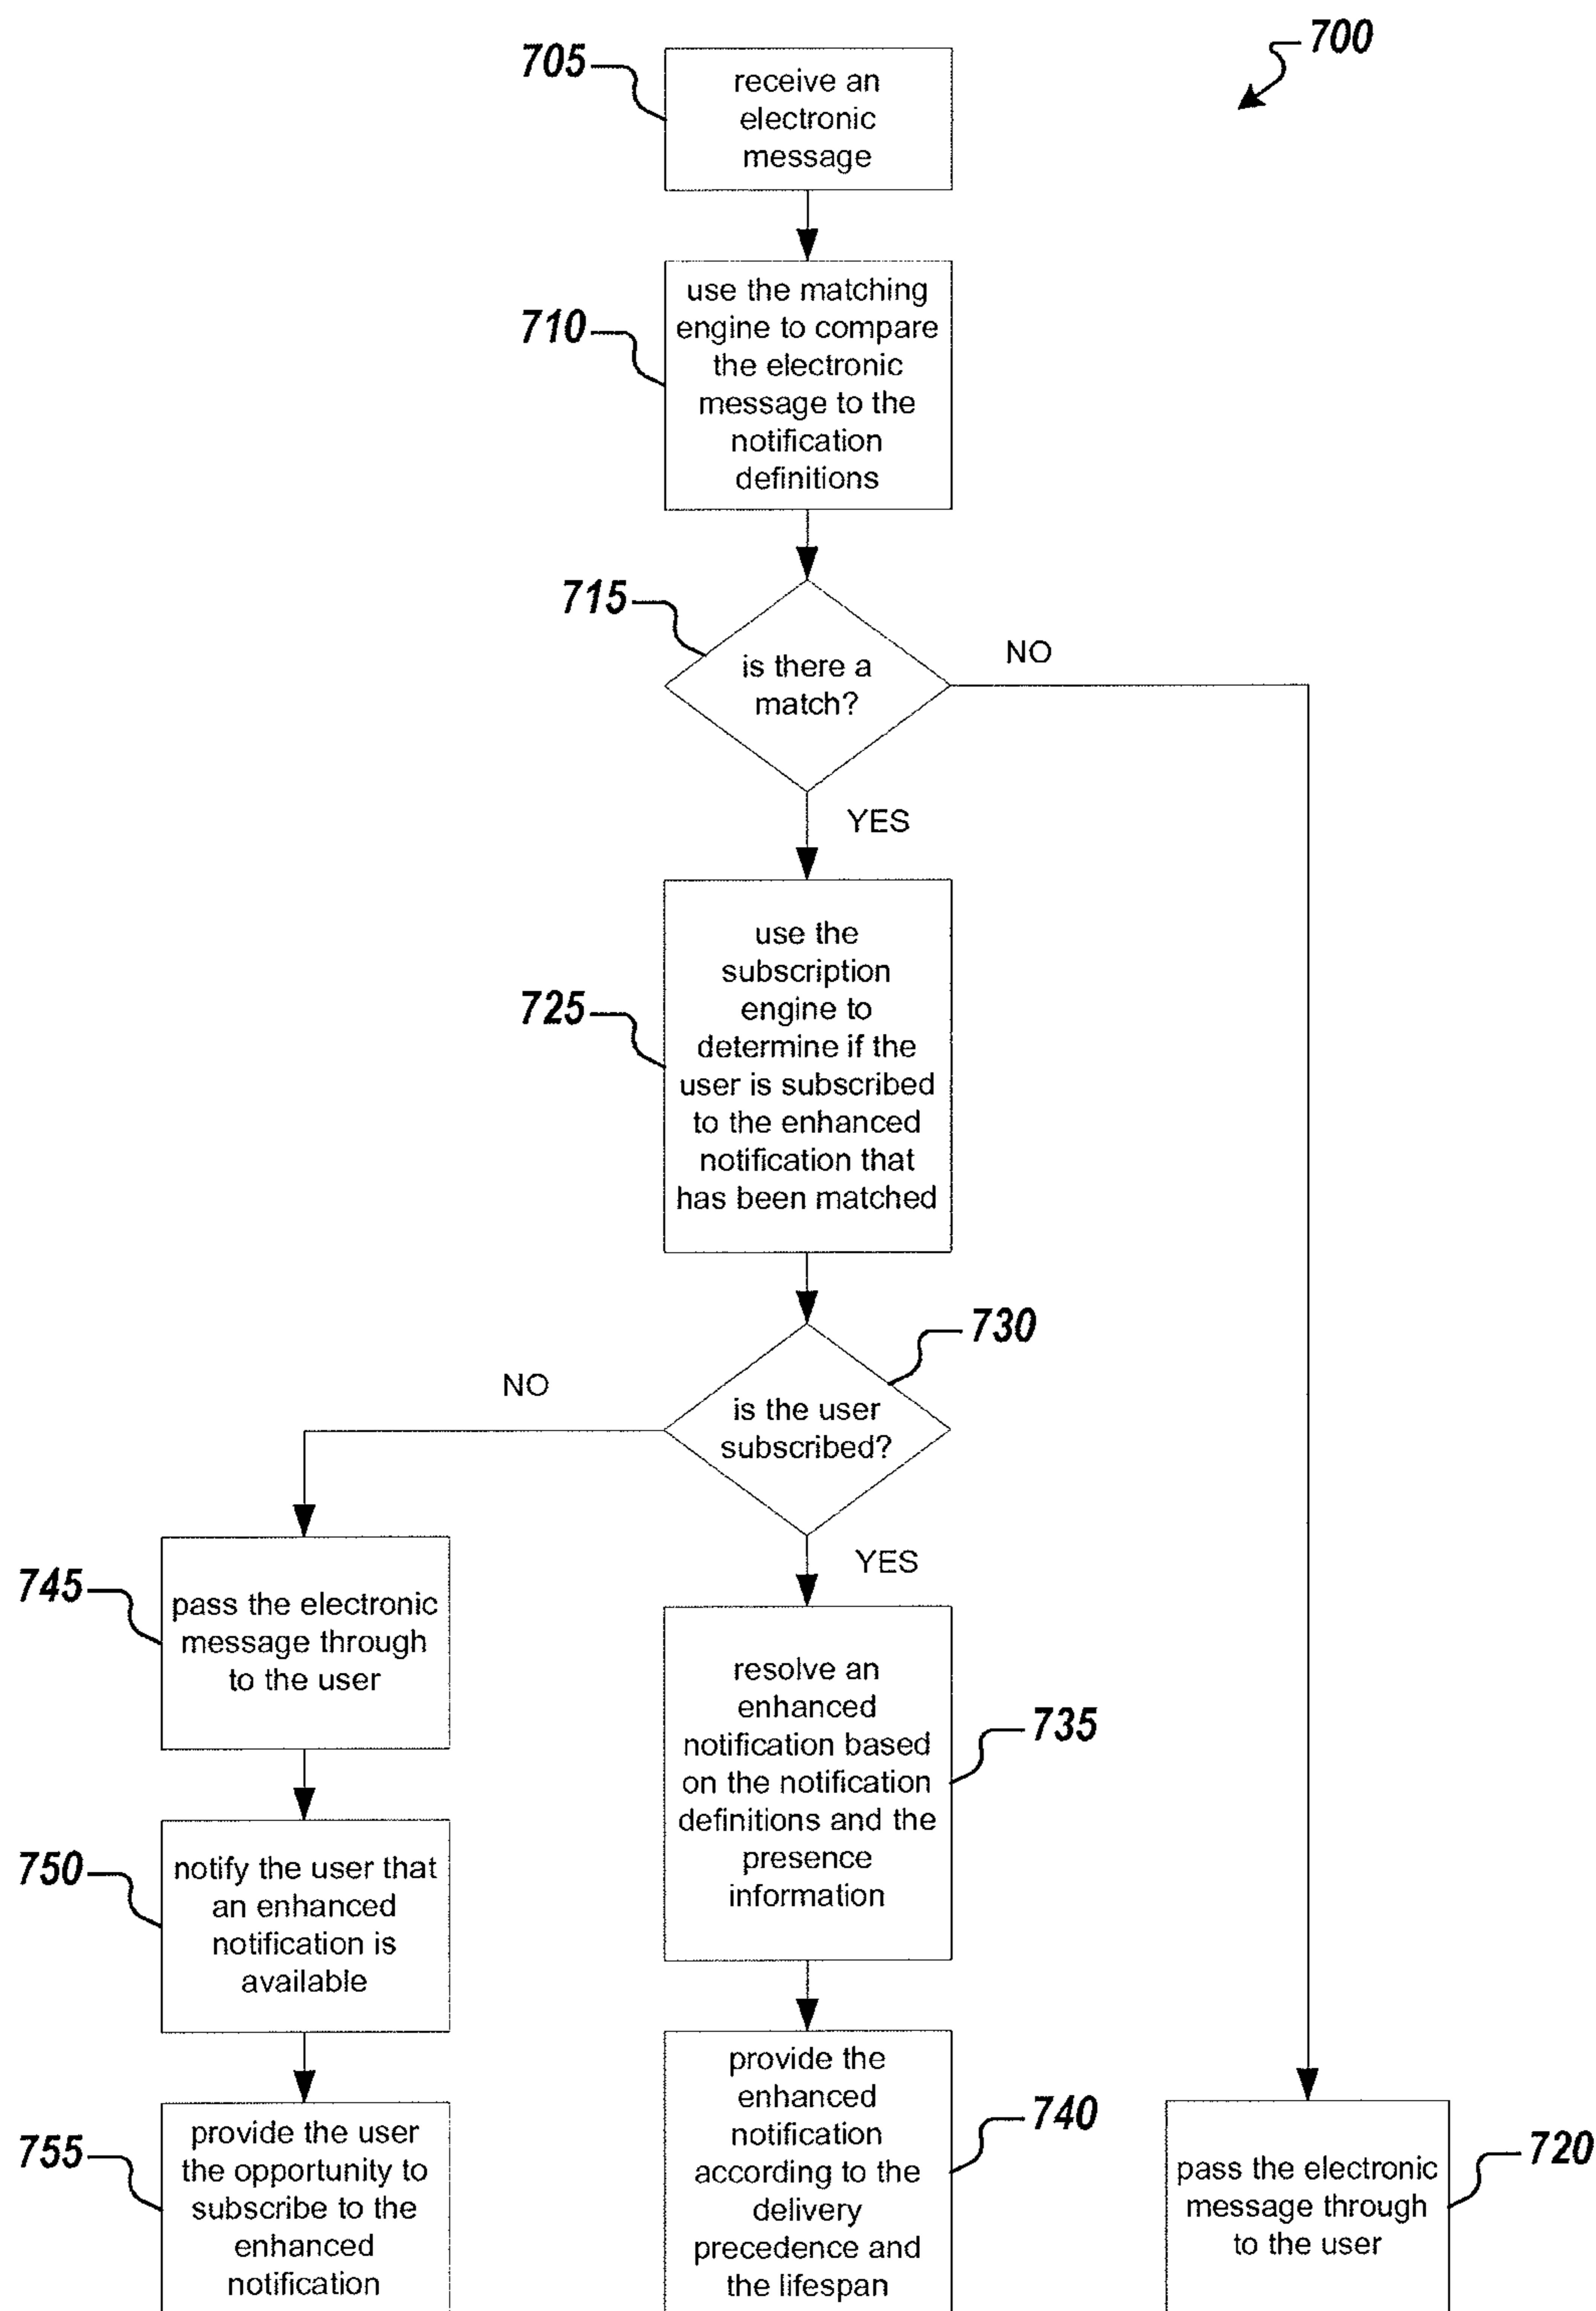 700
705
receive an
electronic
message
710
use the matching
engine to compare
the electronic
message to the
notification
definitions
715
is there a
match?
NO
YES
725
use the
subscription
engine to
determine if the
user is subscribed
to the enhanced
notification that
has been matched
730
is the user
subscribed?
NO
YES
745
pass the electronic
message through
to the user
735
resolve an
enhanced
notification based
on the notification
definitions and the
presence
information
750
notify the user that
an enhanced
notification is
available
755
provide the user
the opportunity to
subscribe to the
enhanced
notification
740
provide the
enhanced
notification
according to the
delivery
precedence and
the lifespan
720
pass the electronic
message through
to the user